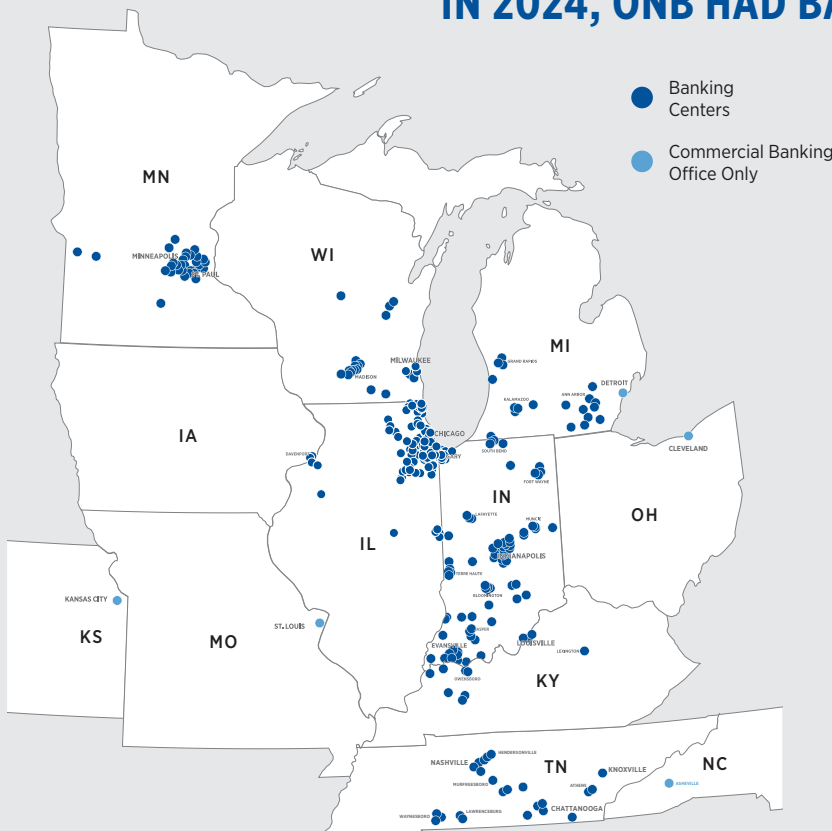 IN 2024, ONB HAD BA
Banking
Centers
Commercial Banking
Office Only
MN
MINNEAPOLIS
ST. PAUL
WI
MILWAUKEE
MADISON
MI
GRAND RAPIDS
KALAMAZOO
ANN ARBOR
DETROIT
IA
DAVENPORT
CHICAGO
GARY
SOUTH BEND
FORT WAYNE
CLEVELAND
IN
LAFAYETTE
MUNCIE
OH
IL
INDIANAPOLIS
TERRE HAUTE
BLOOMINGTON
KANSAS CITY
KS
MO
ST. LOUIS
JASPER
EVANSVILLE
LOUISVILLE
LEXINGTON
OWENSBORO
KY
HENDERSONVILLE
NASHVILLE
TN
KNOXVILLE
NC
MURFREESBORO
ATHENS
ASHEVILLE
WAYNESBORO
LAWRENCEBERG
CHATTANOOGA